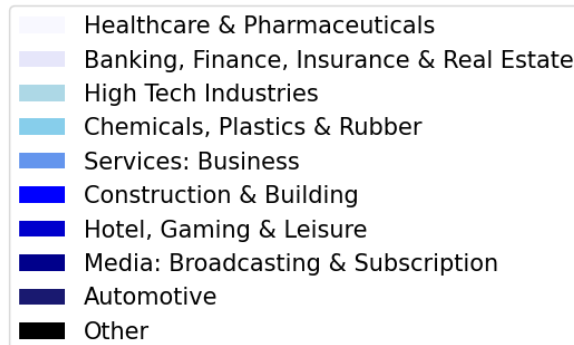 Healthcare & Pharmaceuticals
Banking, Finance, Insurance & Real Estate
High Tech Industries
Chemicals, Plastics & Rubber
Services: Business
Construction & Building
Hotel, Gaming & Leisure
Media: Broadcasting & Subscription
Automotive
Other